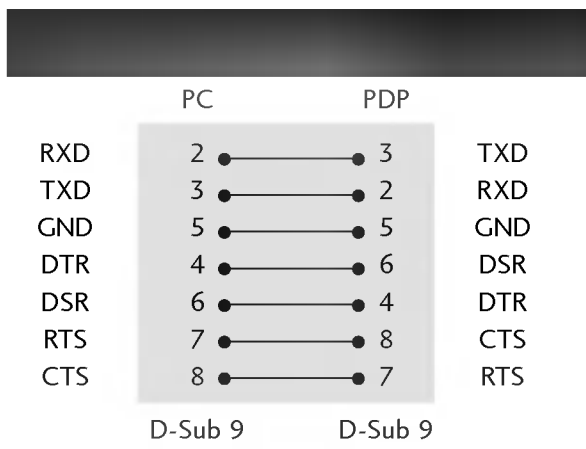 PC PDP
RXD 2 3 TXD
TXD 3 2 RXD
GND 5 5 GND
DTR 4 6 DSR
DSR 6 4 DTR
RTS 7 8 CTS
CTS 8 7 RTS
D-Sub 9 D-Sub 9